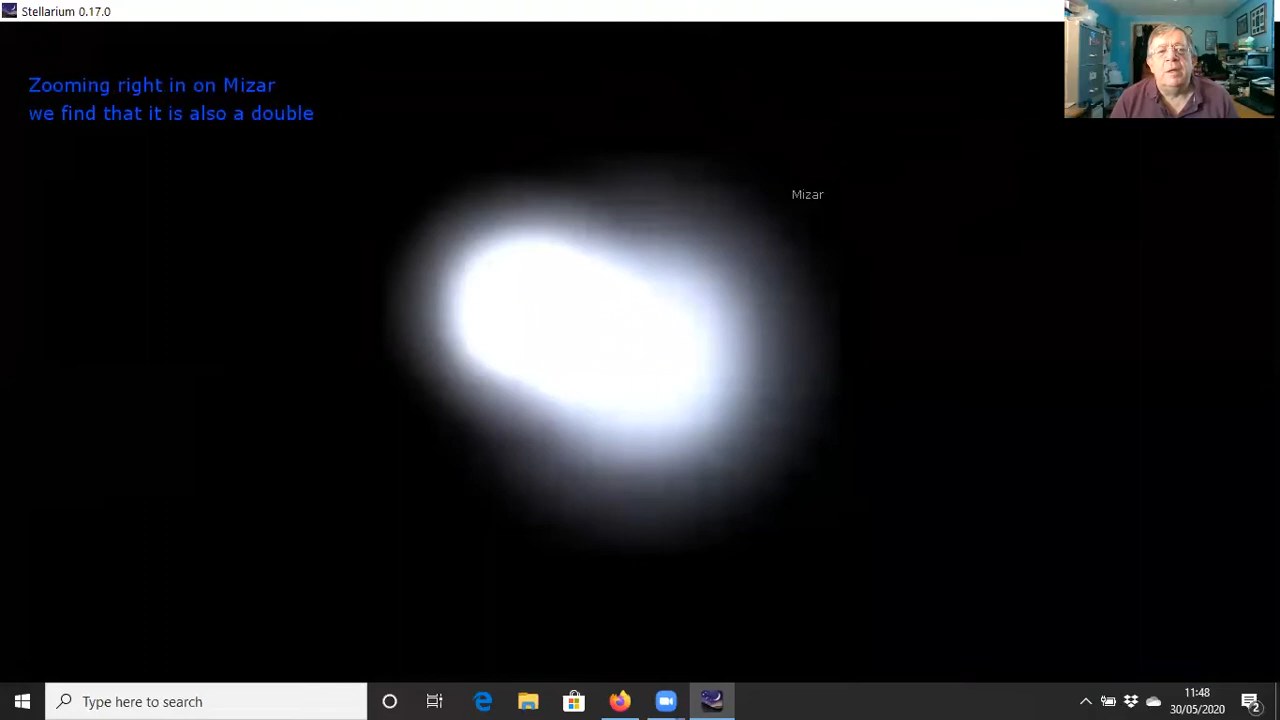 Stellarium 0.17.0
Zooming right in on Mizar
we find that it is also a double
Mizar
Type here to search
11:48
30/05/2020
2